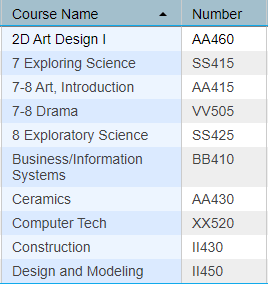 Course Name Number
2D Art Design I AA460
7 Exploring Science SS415
7-8 Art, Introduction AA415
7-8 Drama VV505
8 Exploratory Science SS425
Business/Information BB410
Systems
Ceramics AA430
Computer Tech XX520
Construction II430
Design and Modeling II450